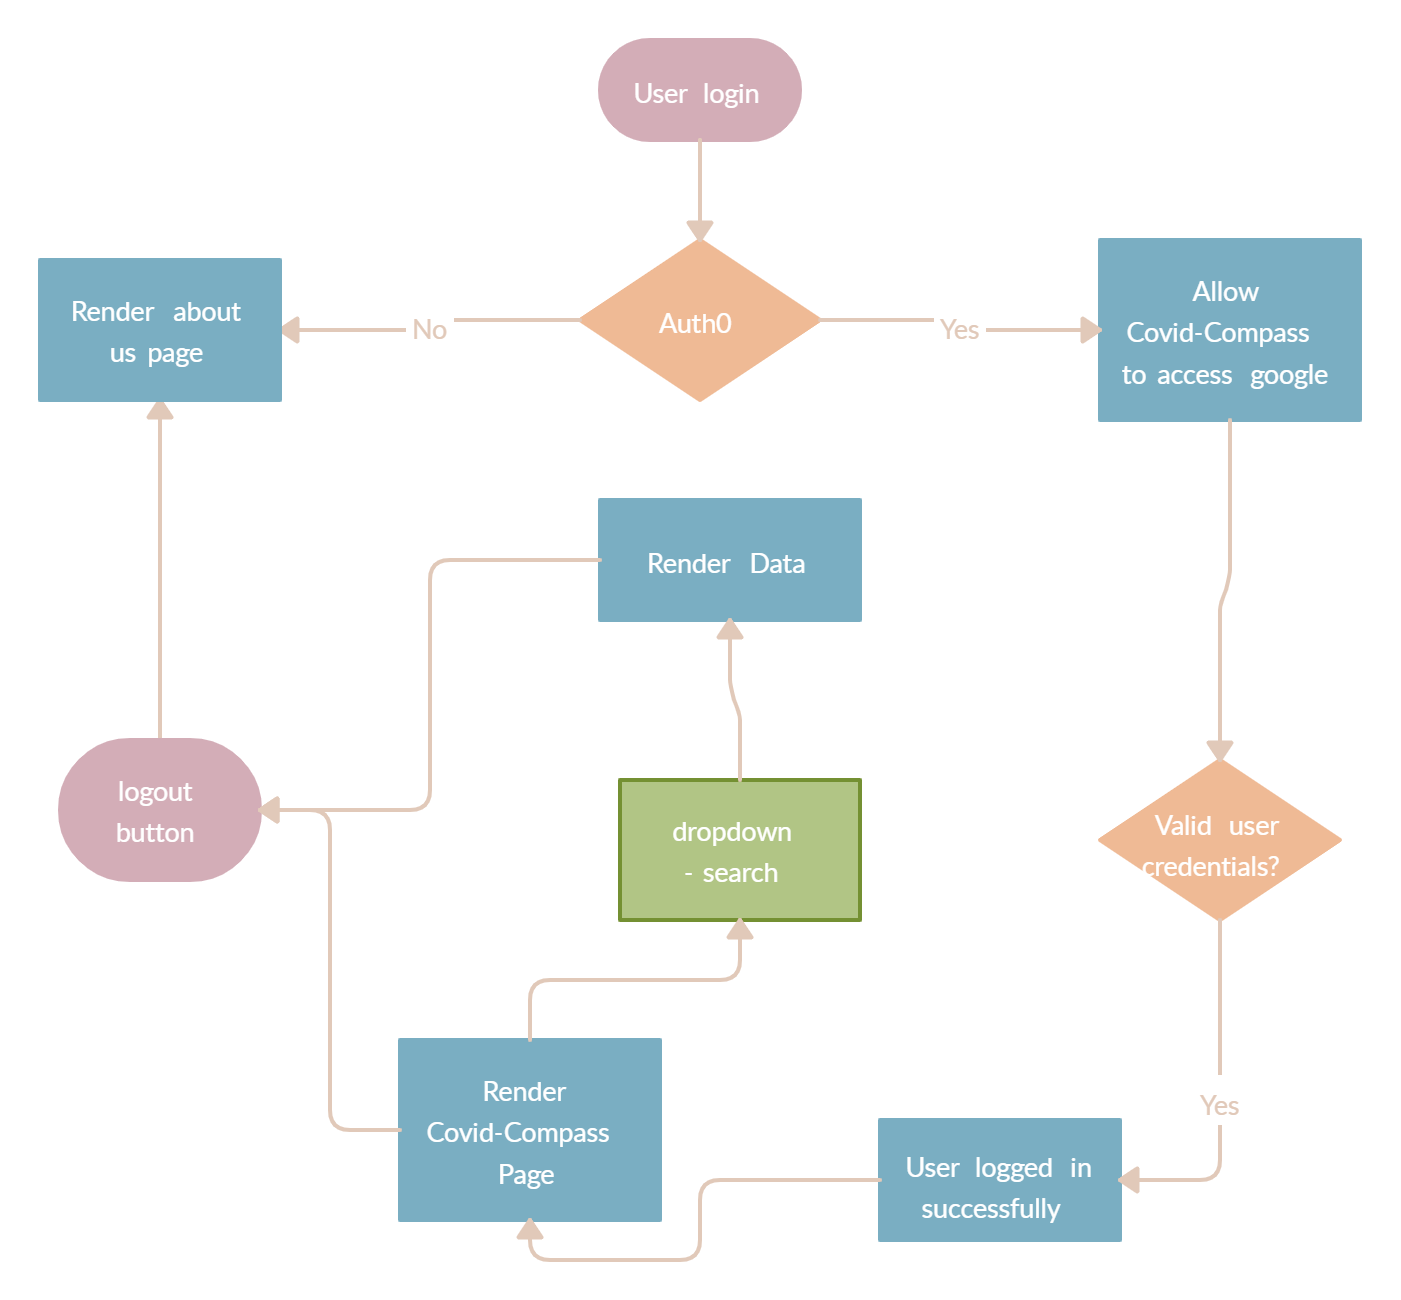 User login
Auth0
No
Yes
Render about
us page
Allow
Covid-Compass
to access google
Render Data
logout
button
dropdown
- search
Valid user
credentials?
Yes
Render
Covid-Compass
Page
User logged in
successfully